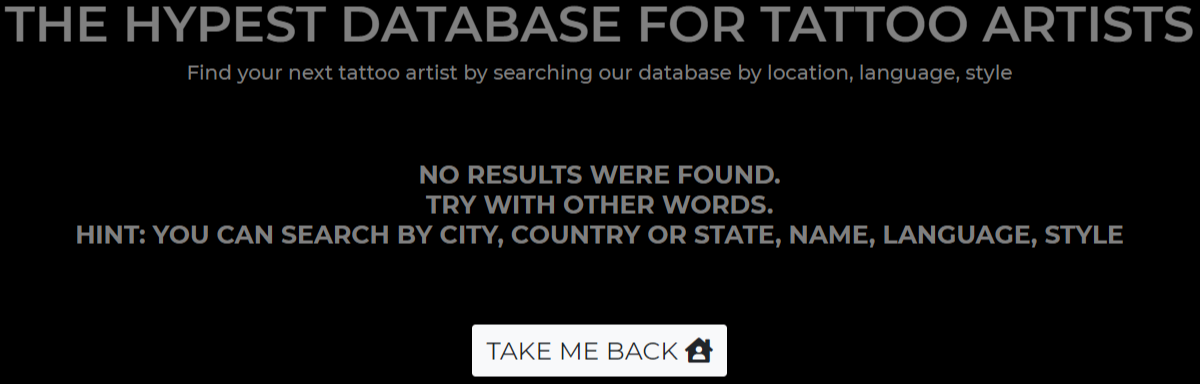 THE HYPEST DATABASE FOR TATTOO ARTISTS
Find your next tattoo artist by searching our database by location, language, style
NO RESULTS WERE FOUND.
TRY WITH OTHER WORDS.
HINT: YOU CAN SEARCH BY CITY, COUNTRY OR STATE, NAME, LANGUAGE, STYLE
TAKE ME BACK